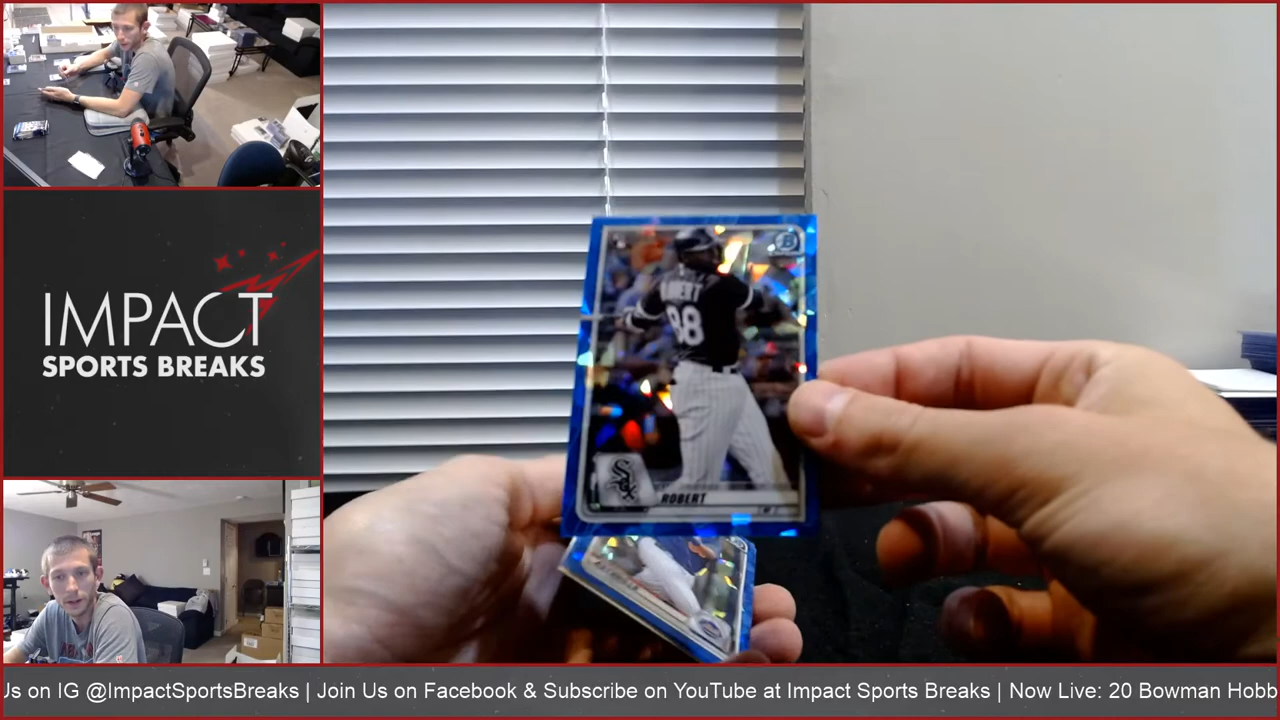 IMPACT
SPORTS BREAKS
ROBERT
88
ROBERT
Us on IG @ImpactSportsBreaks | Join Us on Facebook & Subscribe on YouTube at Impact Sports Breaks | Now Live: 20 Bowman Hobb